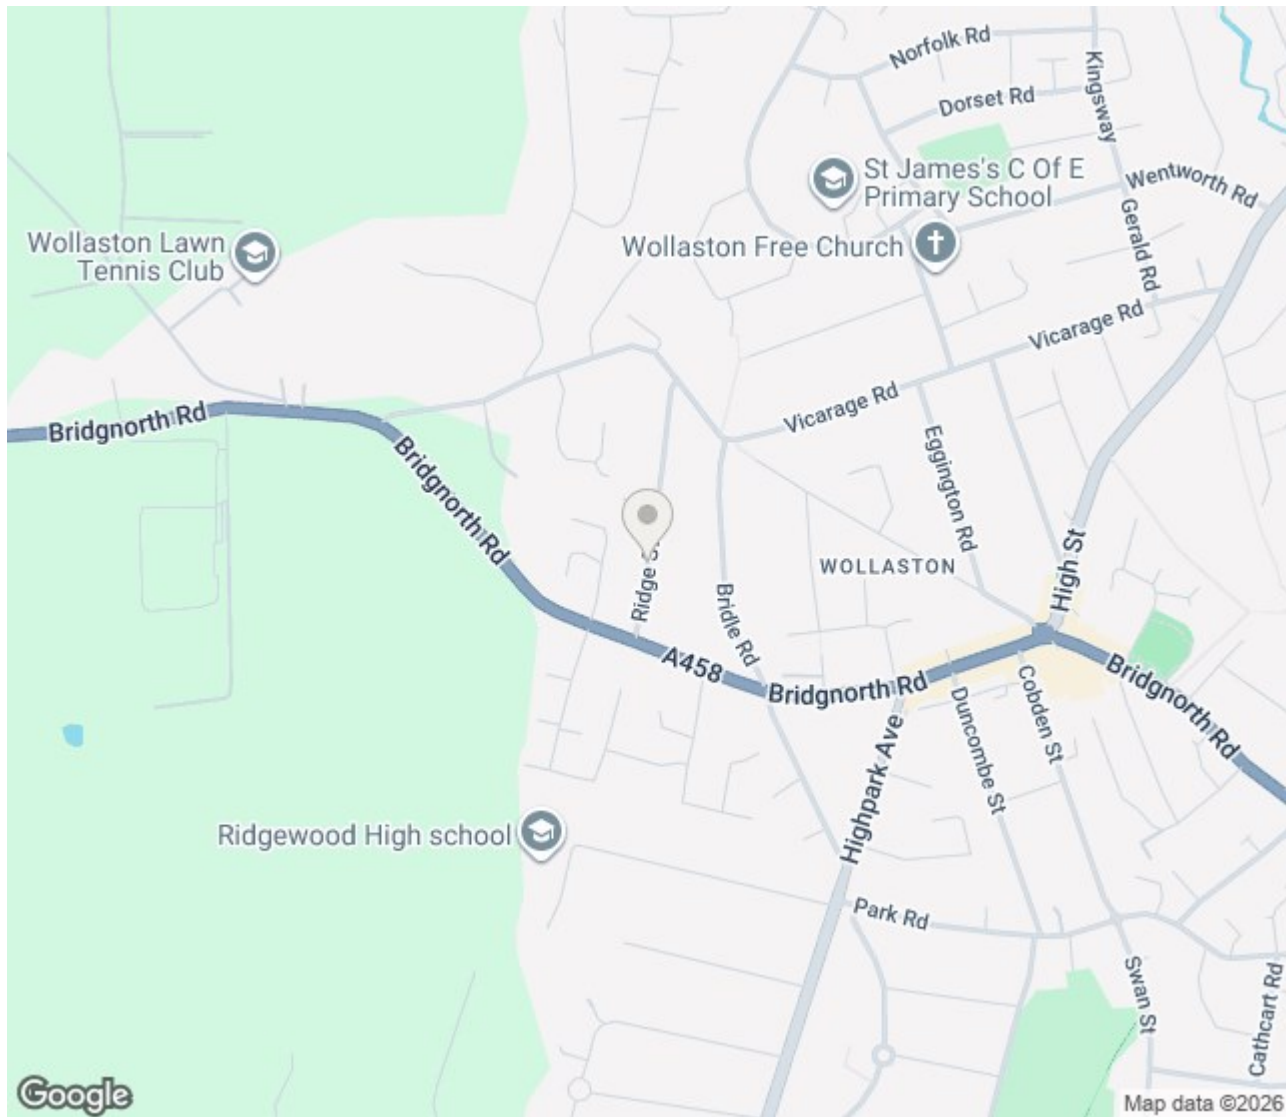 Norfolk Rd
Dorset Rd
Kingsway
St James's C Of E
Primary School
Wentworth Rd
Gerald Rd
Wollaston Free Church
Wollaston Lawn
Tennis Club
Vicarage Rd
Vicarage Rd
Bridgnorth Rd
Bridgnorth Rd
Eggington Rd
High St
WOLLASTON
Ridge
Bridle Rd
A458
Bridgnorth Rd
Bridgnorth Rd
Cobden St
Duncombe St
Highpark Ave
Ridgewood High school
Park Rd
Swan St
Cathcart Rd
Google
Map data ©2026